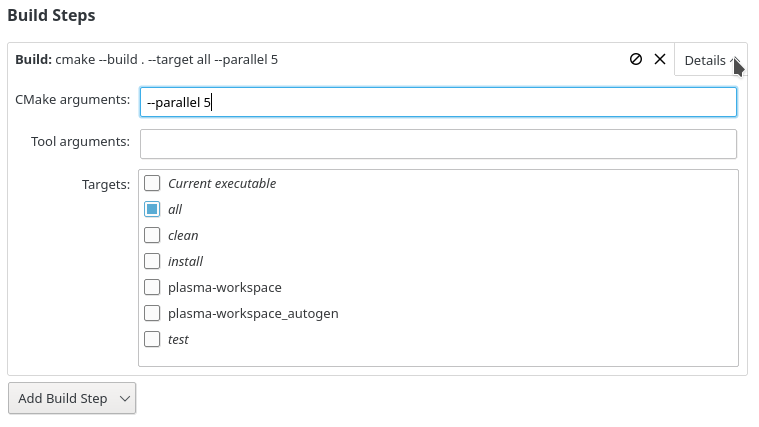 Build Steps
Build: cmake --build . --target all --parallel 5
Details
CMake arguments: --parallel 5
Tool arguments:
Targets:
Current executable
all
clean
install
plasma-workspace
plasma-workspace_autogen
test
Add Build Step